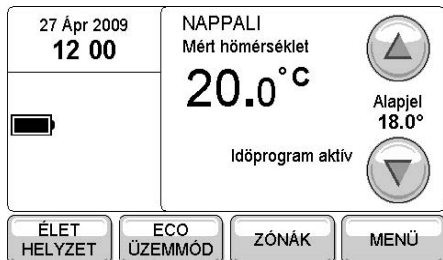 27 Ápr 2009
12 00
NAPPALI
Mért hömérséklet
20.0°C
Alapjel
18.0°
Idöprogram aktív
ÉLET
HELYZET
ECO
ÜZEMMÓD
ZÓNÁK
MENÜ